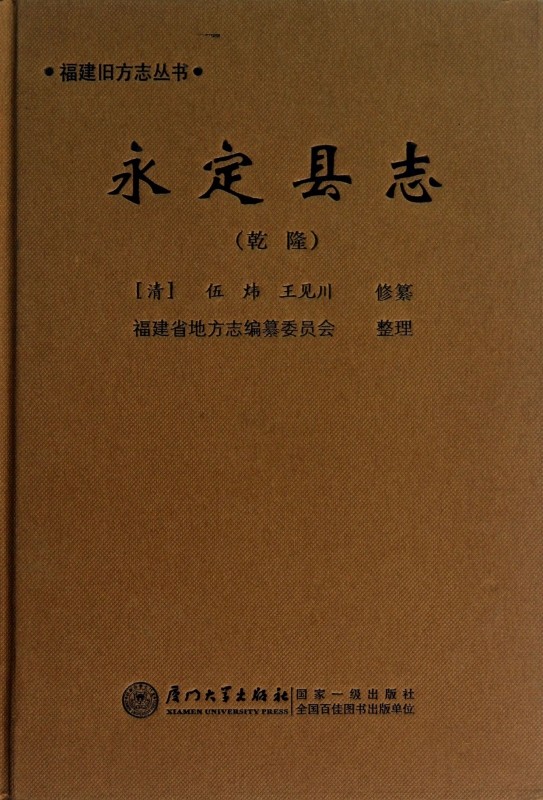 •福建旧方志丛书•
永定县志
（乾隆）
［清］ 伍炜 王见川 修纂
福建省地方志编纂委员会 整理
厦门大学出版社
XIAMEN UNIVERSITY PRESS
国家一级出版社
全国百佳图书出版单位